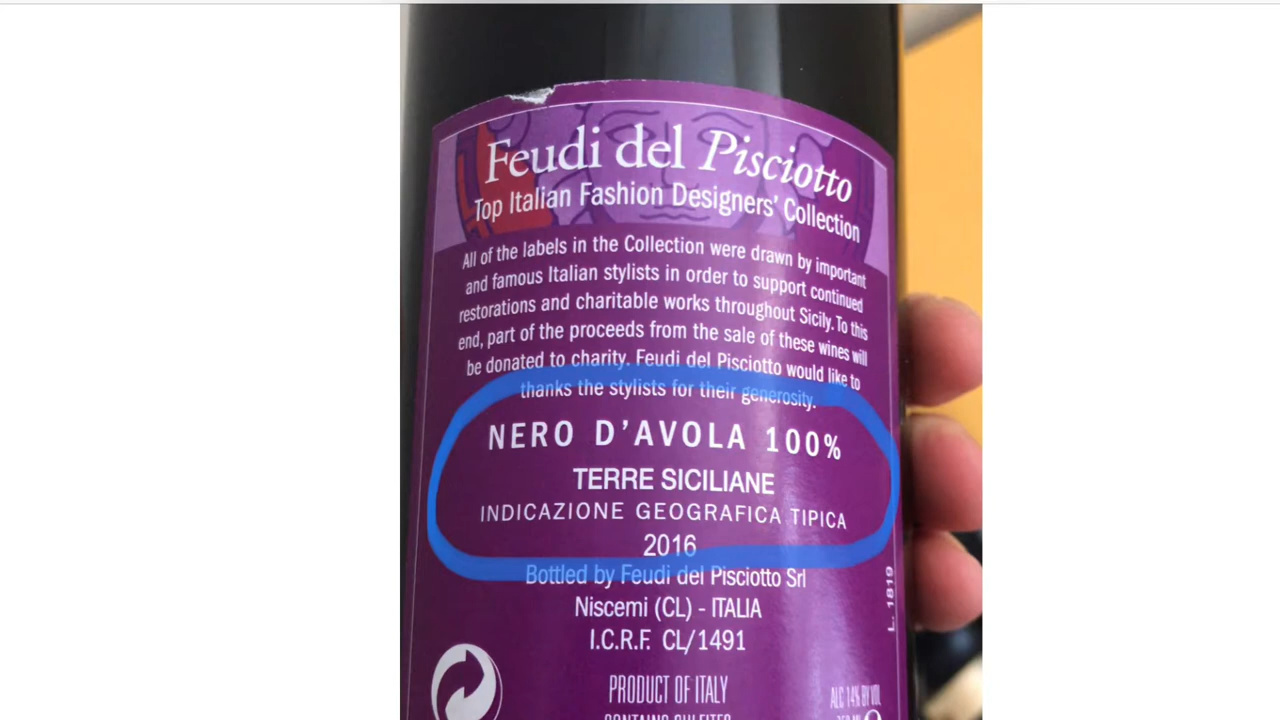 Feudi del Pisciotto
Top Italian Fashion Designers' Collection
All of the labels in the Collection were drawn by important
and famous Italian stylists in order to support continued
restorations and charitable works throughout Sicily. To this
end, part of the proceeds from the sale of these wines will
be donated to charity. Feudi del Pisciotto would like to
thanks the stylists for their generosity.
NERO D'AVOLA 100%
TERRE SICILIANE
INDICAZIONE GEOGRAFICA TIPICA
2016
Bottled by Feudi del Pisciotto Srl
Niscemi (CL) - ITALIA
I.C.R.F. CL/1491
L. 1819
PRODUCT OF ITALY
ALC 14% BY VOL
CONTAINS SULFITES